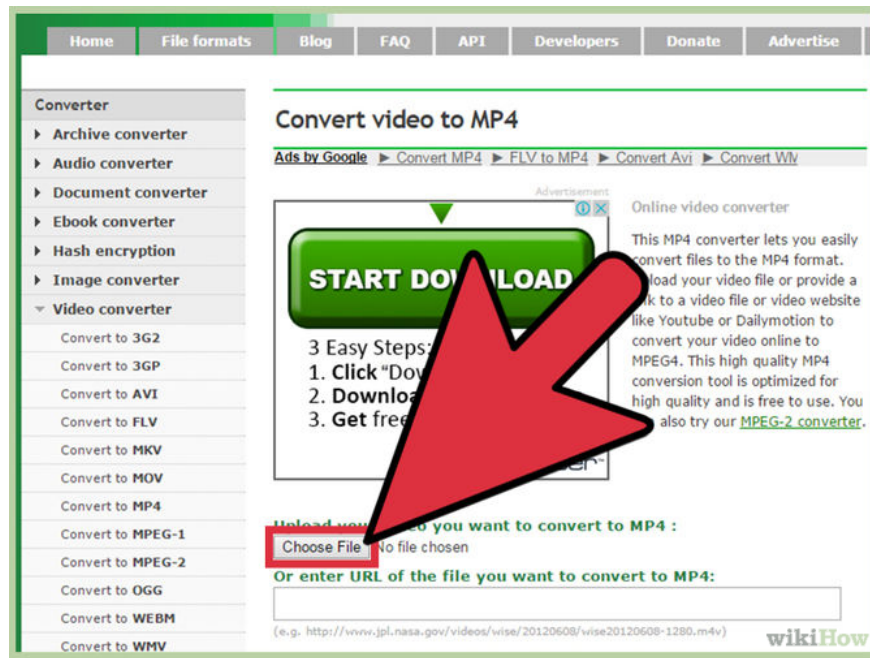 Home File formats Blog FAQ API Developers Donate Advertise
Converter
Archive converter
Audio converter
Document converter
Ebook converter
Hash encryption
Image converter
Video converter
Convert to 3G2
Convert to 3GP
Convert to AVI
Convert to FLV
Convert to MKV
Convert to MOV
Convert to MP4
Convert to MPEG-1
Convert to MPEG-2
Convert to OGG
Convert to WEBM
Convert to WMV
Convert video to MP4
Ads by Google Convert MP4 FLV to MP4 Convert Avi Convert WM
Advertisement
START DOWNLOAD
3 Easy Steps:
1. Click
2.
3. Get free
Online video converter
This MP4 converter lets you easily
convert files to the MP4 format.
Upload your video file or provide a
link to a video file or video website
like Youtube or Dailymotion to
convert your video online to
MPEG4. This high quality MP4
conversion tool is optimized for
high quality and is free to use. You
also try our MPEG-2 converter.
Upload your video you want to convert to MP4 :
Choose File No file chosen
Or enter URL of the file you want to convert to MP4:
(e.g. http://www.jpl.nasa.gov/videos/wise/20120608/wise20120608-1280.m4v)
wikiHow